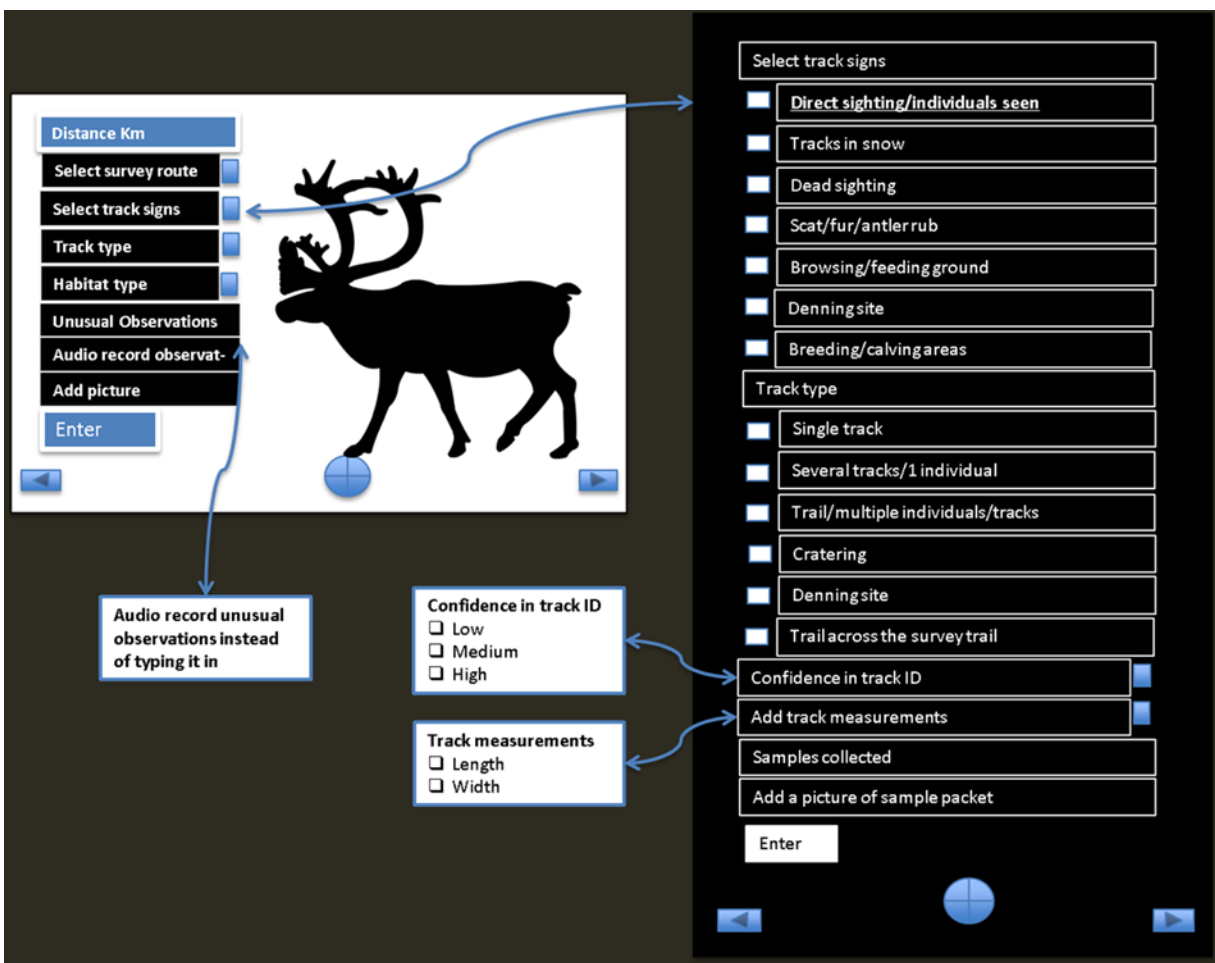 Distance Km
Select survey route
Select track signs
Track type
Habitat type
Unusual Observations
Audio record observat-
Add picture
Enter
Audio record unusual
observations instead
of typing it in
Confidence in track ID
Low
Medium
High
Track measurements
Length
Width
Select track signs
Direct sighting/individuals seen
Tracks in snow
Dead sighting
Scat/fur/antler rub
Browsing/feeding ground
Denning site
Breeding/calving areas
Track type
Single track
Several tracks/1 individual
Trail/multiple individuals/tracks
Cratering
Denning site
Trail across the survey trail
Confidence in track ID
Add track measurements
Samples collected
Add a picture of sample packet
Enter